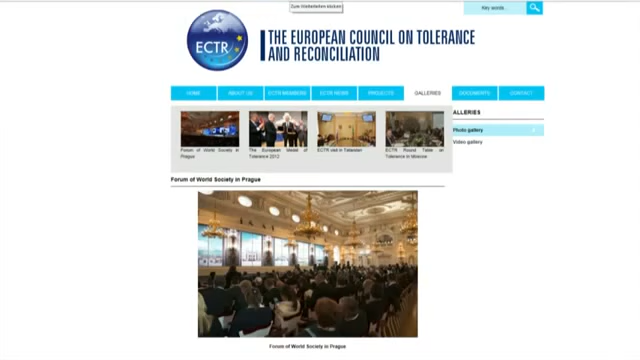 Zum Weiterleiten klicken
ECTR
THE EUROPEAN COUNCIL ON TOLERANCE
AND RECONCILIATION
Key words...
HOME
ABOUT US
ECTR MEMBERS
ECTR NEWS
PROJECTS
GALLERIES
DOCUMENTS
CONTACT
Forum of World Society in
Prague
The European Medal of
Tolerance 2012
ECTR visit in
ECTR Round Table on
Tolerance in Moscow
ALLERIES
Photo gallery
Video gallery
Forum of World Society in Prague
Forum of World Society in Prague